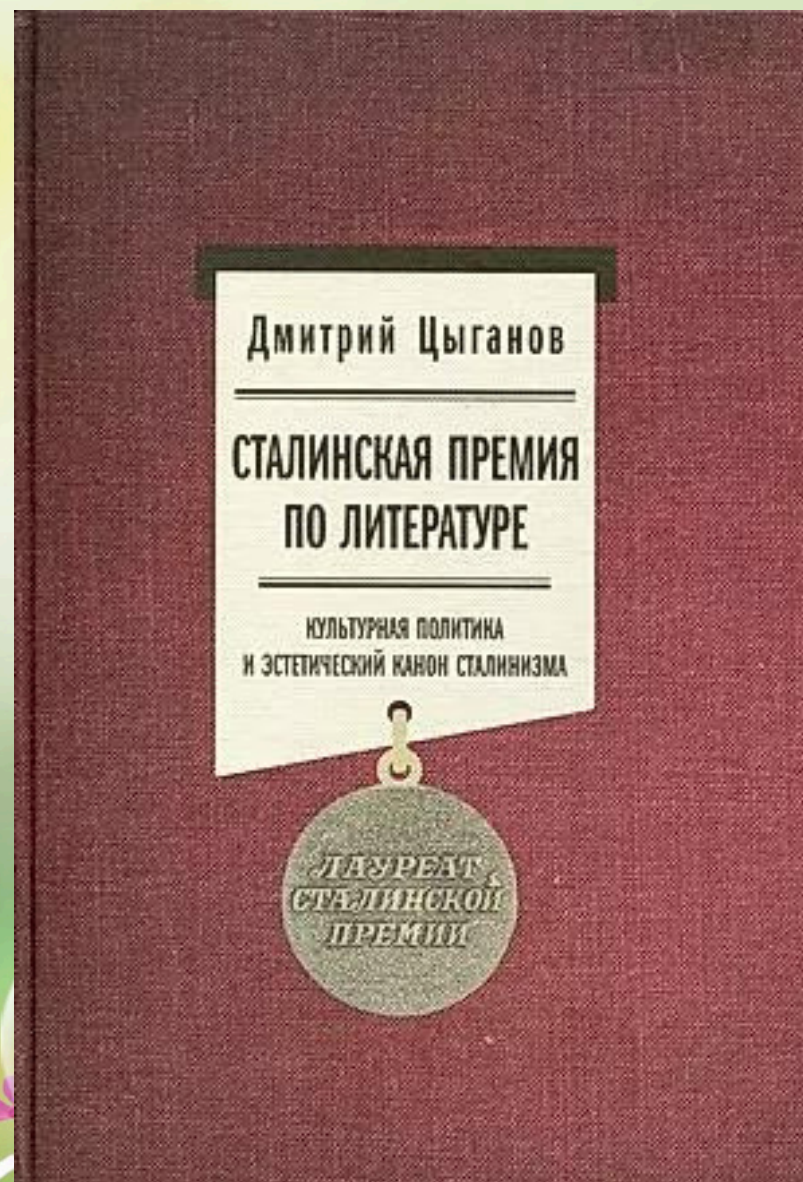 Дмитрий Цыганов
СТАЛИНСКАЯ ПРЕМИЯ
ПО ЛИТЕРАТУРЕ
КУЛЬТУРНАЯ ПОЛИТИКА
И ЭСТЕТИЧЕСКИЙ КАНОН СТАЛИНИЗМА
ЛАУРЕАТ
СТАЛИНСКОЙ
ПРЕМИИ